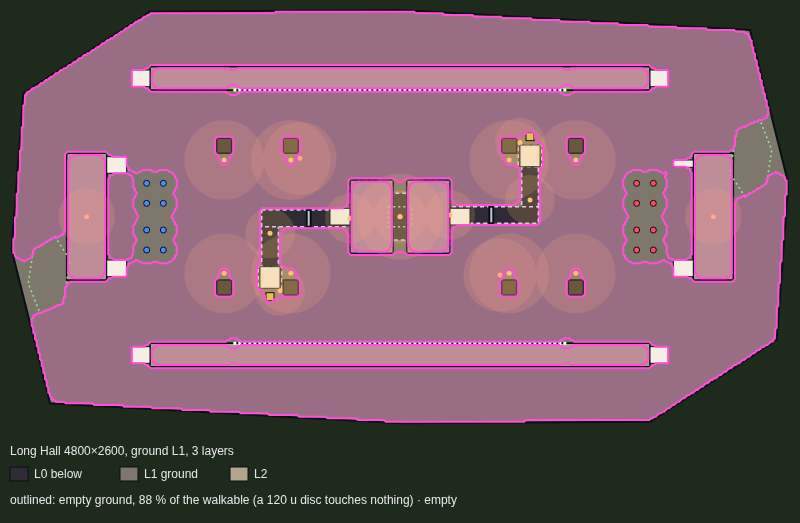 Long Hall 4800×2600, ground L1, 3 layers
L0 below
L1 ground
L2
outlined: empty ground, 88 % of the walkable (a 120 u disc touches nothing) · empty